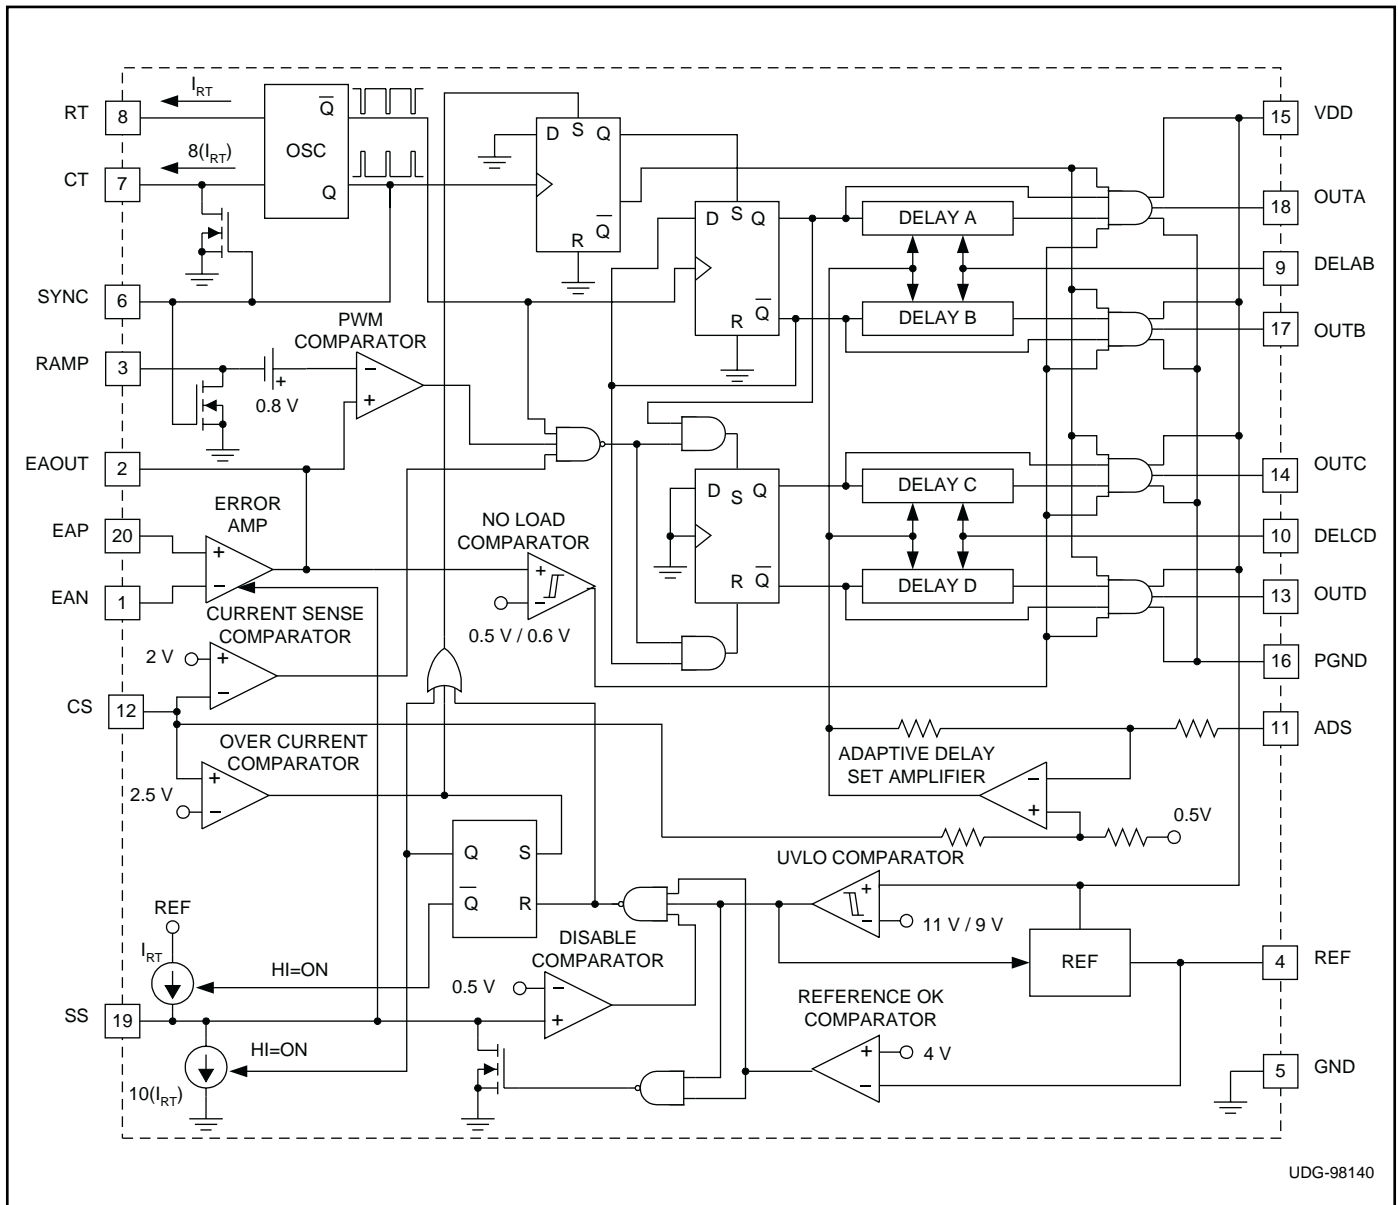 RT
8
I_RT
OSC
Q̅
Q
CT
7
8(I_RT)
SYNC
6
RAMP
3
0.8 V
+
PWM
COMPARATOR
−
+
EAOUT
2
ERROR
AMP
EAP
20
+
−
EAN
1
NO LOAD
COMPARATOR
+
−
0.5 V / 0.6 V
CURRENT SENSE
COMPARATOR
2 V
+
−
CS
12
OVER CURRENT
COMPARATOR
2.5 V
+
−
Q
S
Q̅
R
REF
I_RT
HI=ON
SS
19
HI=ON
10(I_RT)
DISABLE
COMPARATOR
0.5 V
−
+
D
S
Q
Q̅
R
D
S
Q
R
Q̅
D
S
Q
R
Q̅
DELAY A
DELAY B
DELAY C
DELAY D
15
VDD
18
OUTA
9
DELAB
17
OUTB
14
OUTC
10
DELCD
13
OUTD
16
PGND
11
ADS
ADAPTIVE DELAY
SET AMPLIFIER
−
+
0.5V
UVLO COMPARATOR
+
−
11 V / 9 V
REF
4
REF
REFERENCE OK
COMPARATOR
+
−
4 V
5
GND
UDG-98140